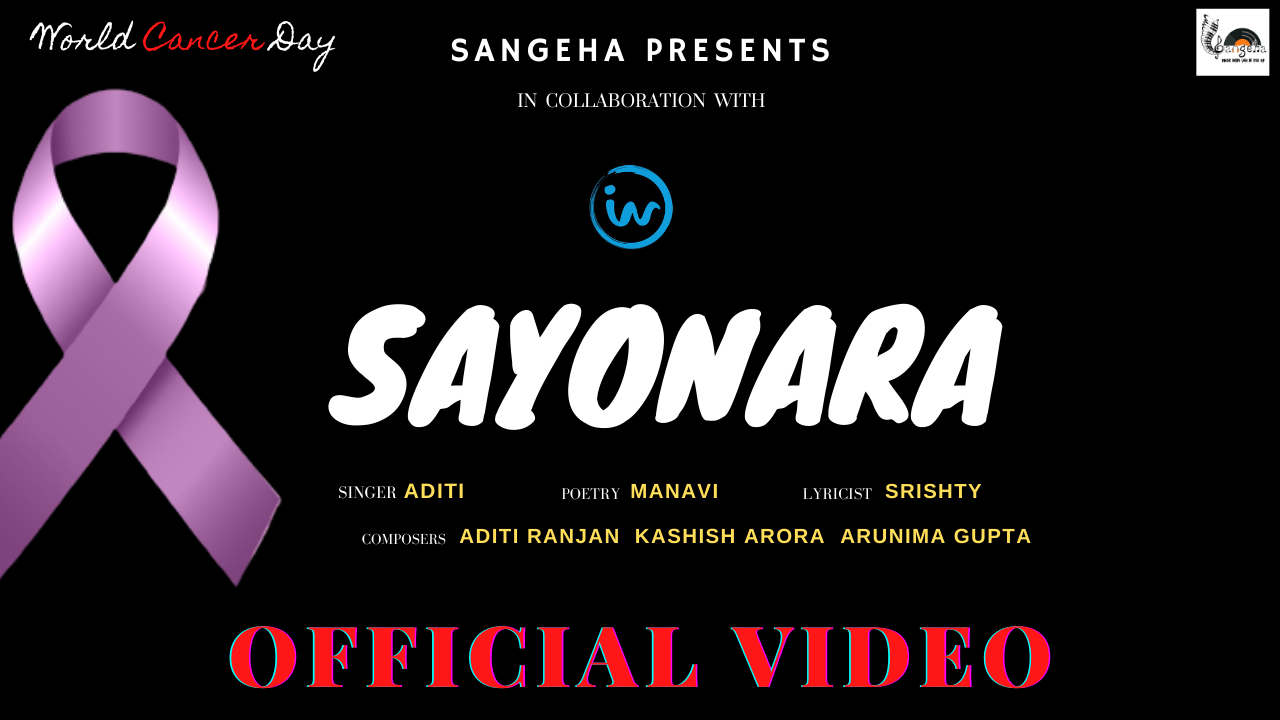 World Cancer Day
SANGEHA PRESENTS
IN COLLABORATION WITH
iw
SAYONARA
SINGER ADITI POETRY MANAVI LYRICIST SRISHTY
COMPOSERS ADITI RANJAN KASHISH ARORA ARUNIMA GUPTA
OFFICIAL VIDEO